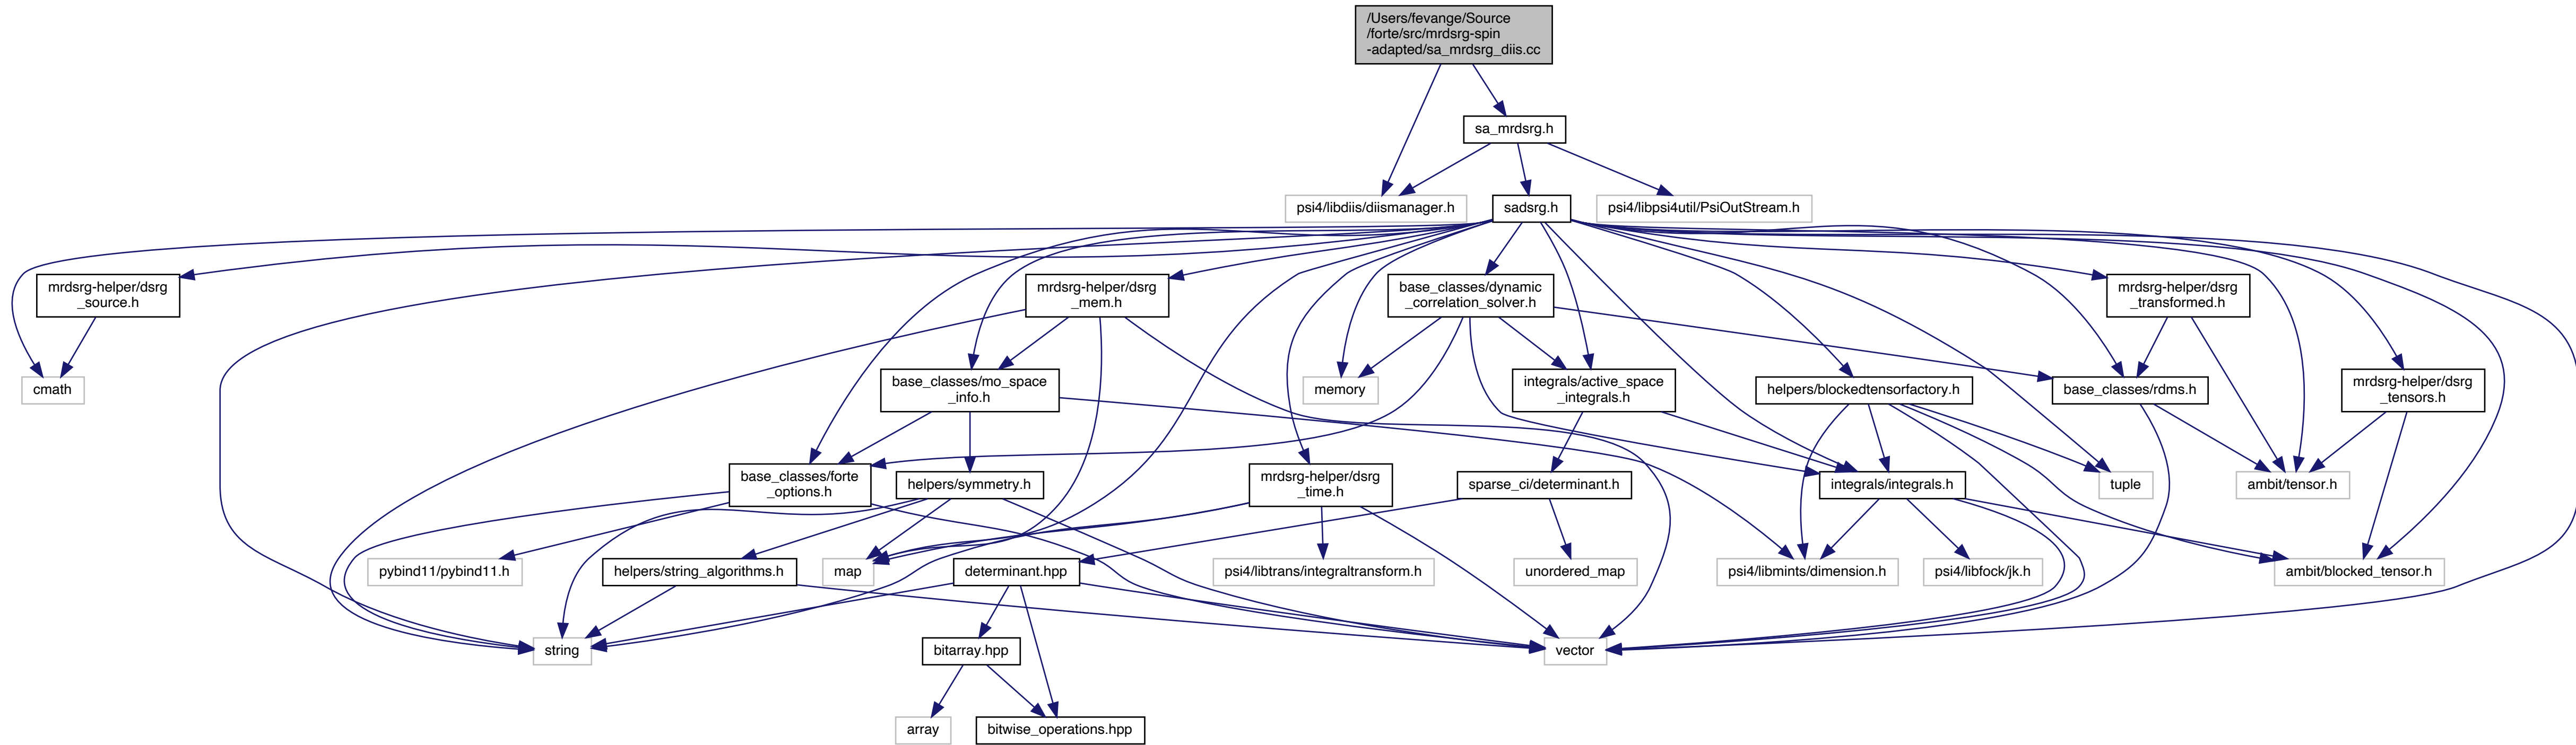 /Users/fevange/Source
/forte/src/mrdsrg-spin
-adapted/sa_mrdsrg_diis.cc
sa_mrdsrg.h
psi4/libdiis/diismanager.h
sadsrg.h
psi4/libpsi4util/PsiOutStream.h
mrdsrg-helper/dsrg
_source.h
mrdsrg-helper/dsrg
_mem.h
base_classes/dynamic
_correlation_solver.h
mrdsrg-helper/dsrg
_transformed.h
cmath
base_classes/mo_space
_info.h
memory
integrals/active_space
_integrals.h
helpers/blockedtensorfactory.h
base_classes/rdms.h
mrdsrg-helper/dsrg
_tensors.h
base_classes/forte
_options.h
helpers/symmetry.h
mrdsrg-helper/dsrg
_time.h
sparse_ci/determinant.h
integrals/integrals.h
tuple
ambit/tensor.h
pybind11/pybind11.h
helpers/string_algorithms.h
map
determinant.hpp
psi4/libtrans/integraltransform.h
unordered_map
psi4/libmints/dimension.h
psi4/libfock/jk.h
ambit/blocked_tensor.h
string
bitarray.hpp
vector
array
bitwise_operations.hpp